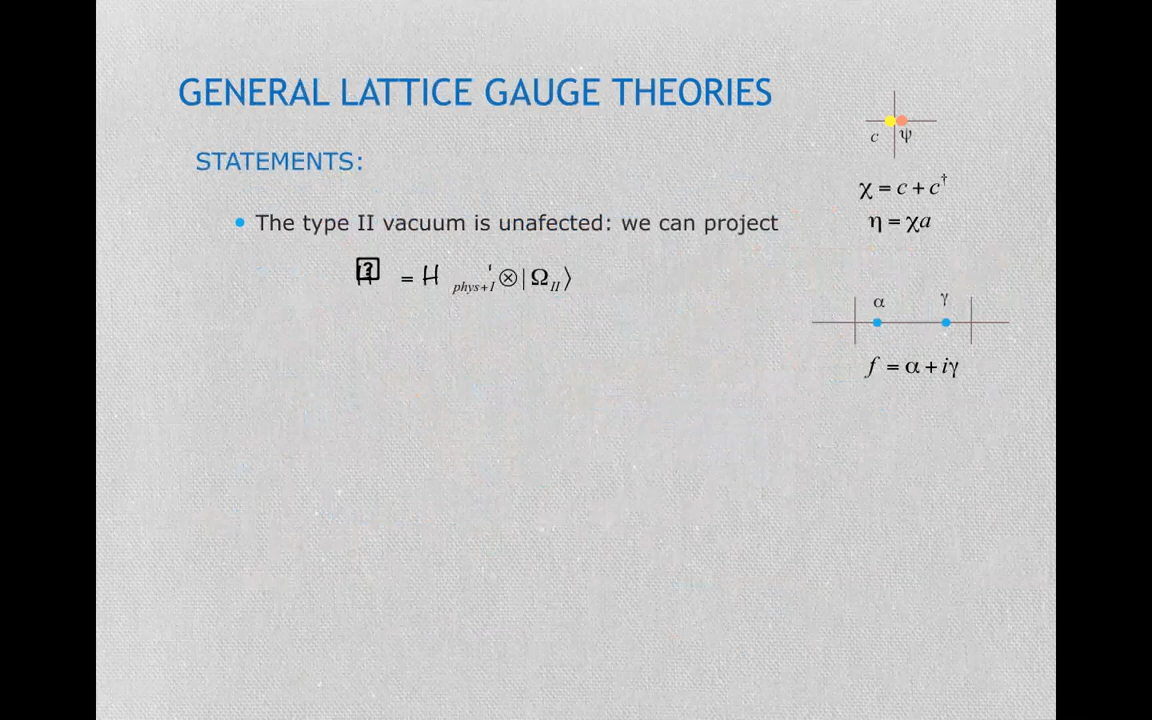 GENERAL LATTICE GAUGE THEORIES
STATEMENTS:
• The type II vacuum is unafected: we can project
= H phys+I ' ⊗ | Ω_II ⟩
c ψ
χ = c + c†
η = χa
α γ
f = α + iγ